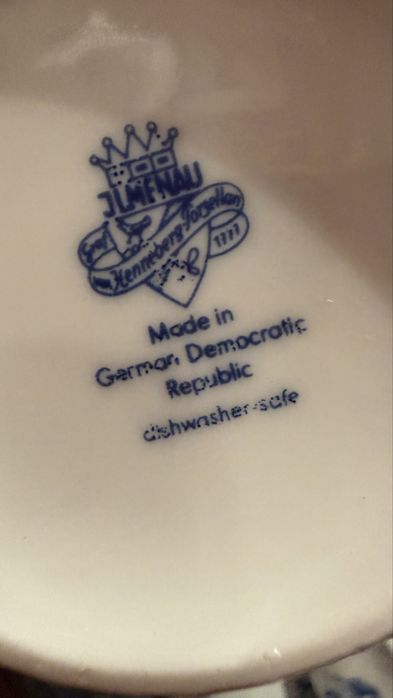 ILMENAU
Graf von Henneberg Porzellan 1777
Made in
German Democratic
Republic
dishwasher-safe